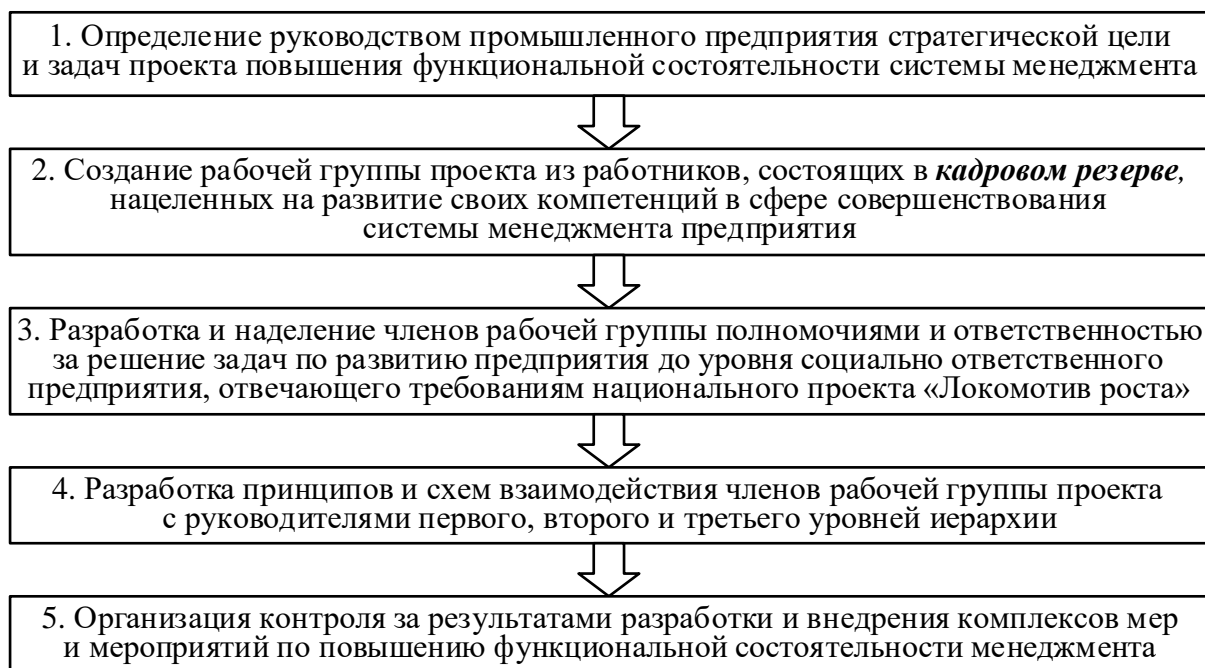 1. Определение руководством промышленного предприятия стратегической цели
и задач проекта повышения функциональной состоятельности системы менеджмента
2. Создание рабочей группы проекта из работников, состоящих в кадровом резерве,
нацеленных на развитие своих компетенций в сфере совершенствования
системы менеджмента предприятия
3. Разработка и наделение членов рабочей группы полномочиями и ответственностью
за решение задач по развитию предприятия до уровня социально ответственного
предприятия, отвечающего требованиям национального проекта «Локомотив роста»
4. Разработка принципов и схем взаимодействия членов рабочей группы проекта
с руководителями первого, второго и третьего уровней иерархии
5. Организация контроля за результатами разработки и внедрения комплексов мер
и мероприятий по повышению функциональной состоятельности менеджмента